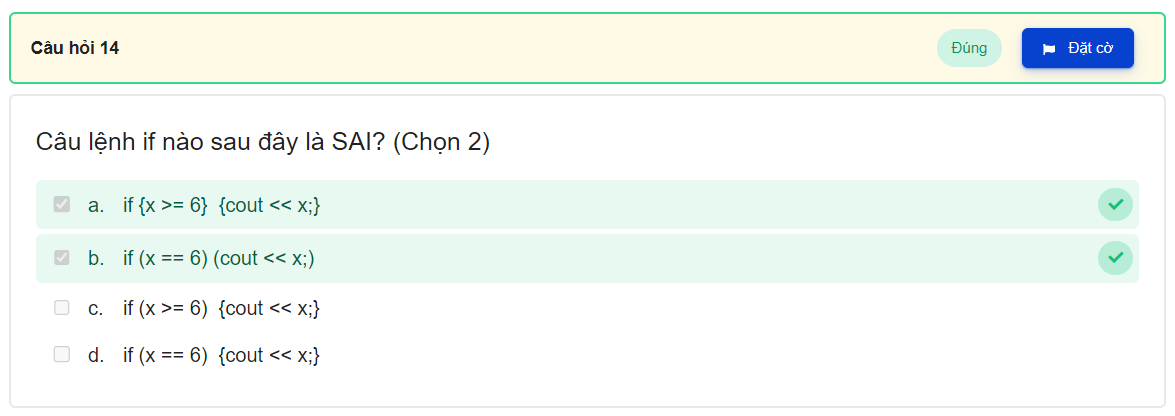 Câu hỏi 14
Đúng
Đặt cờ
Câu lệnh if nào sau đây là SAI? (Chọn 2)
a. if {x >= 6} {cout << x;}
b. if (x == 6) (cout << x;)
c. if (x >= 6) {cout << x;}
d. if (x == 6) {cout << x;}